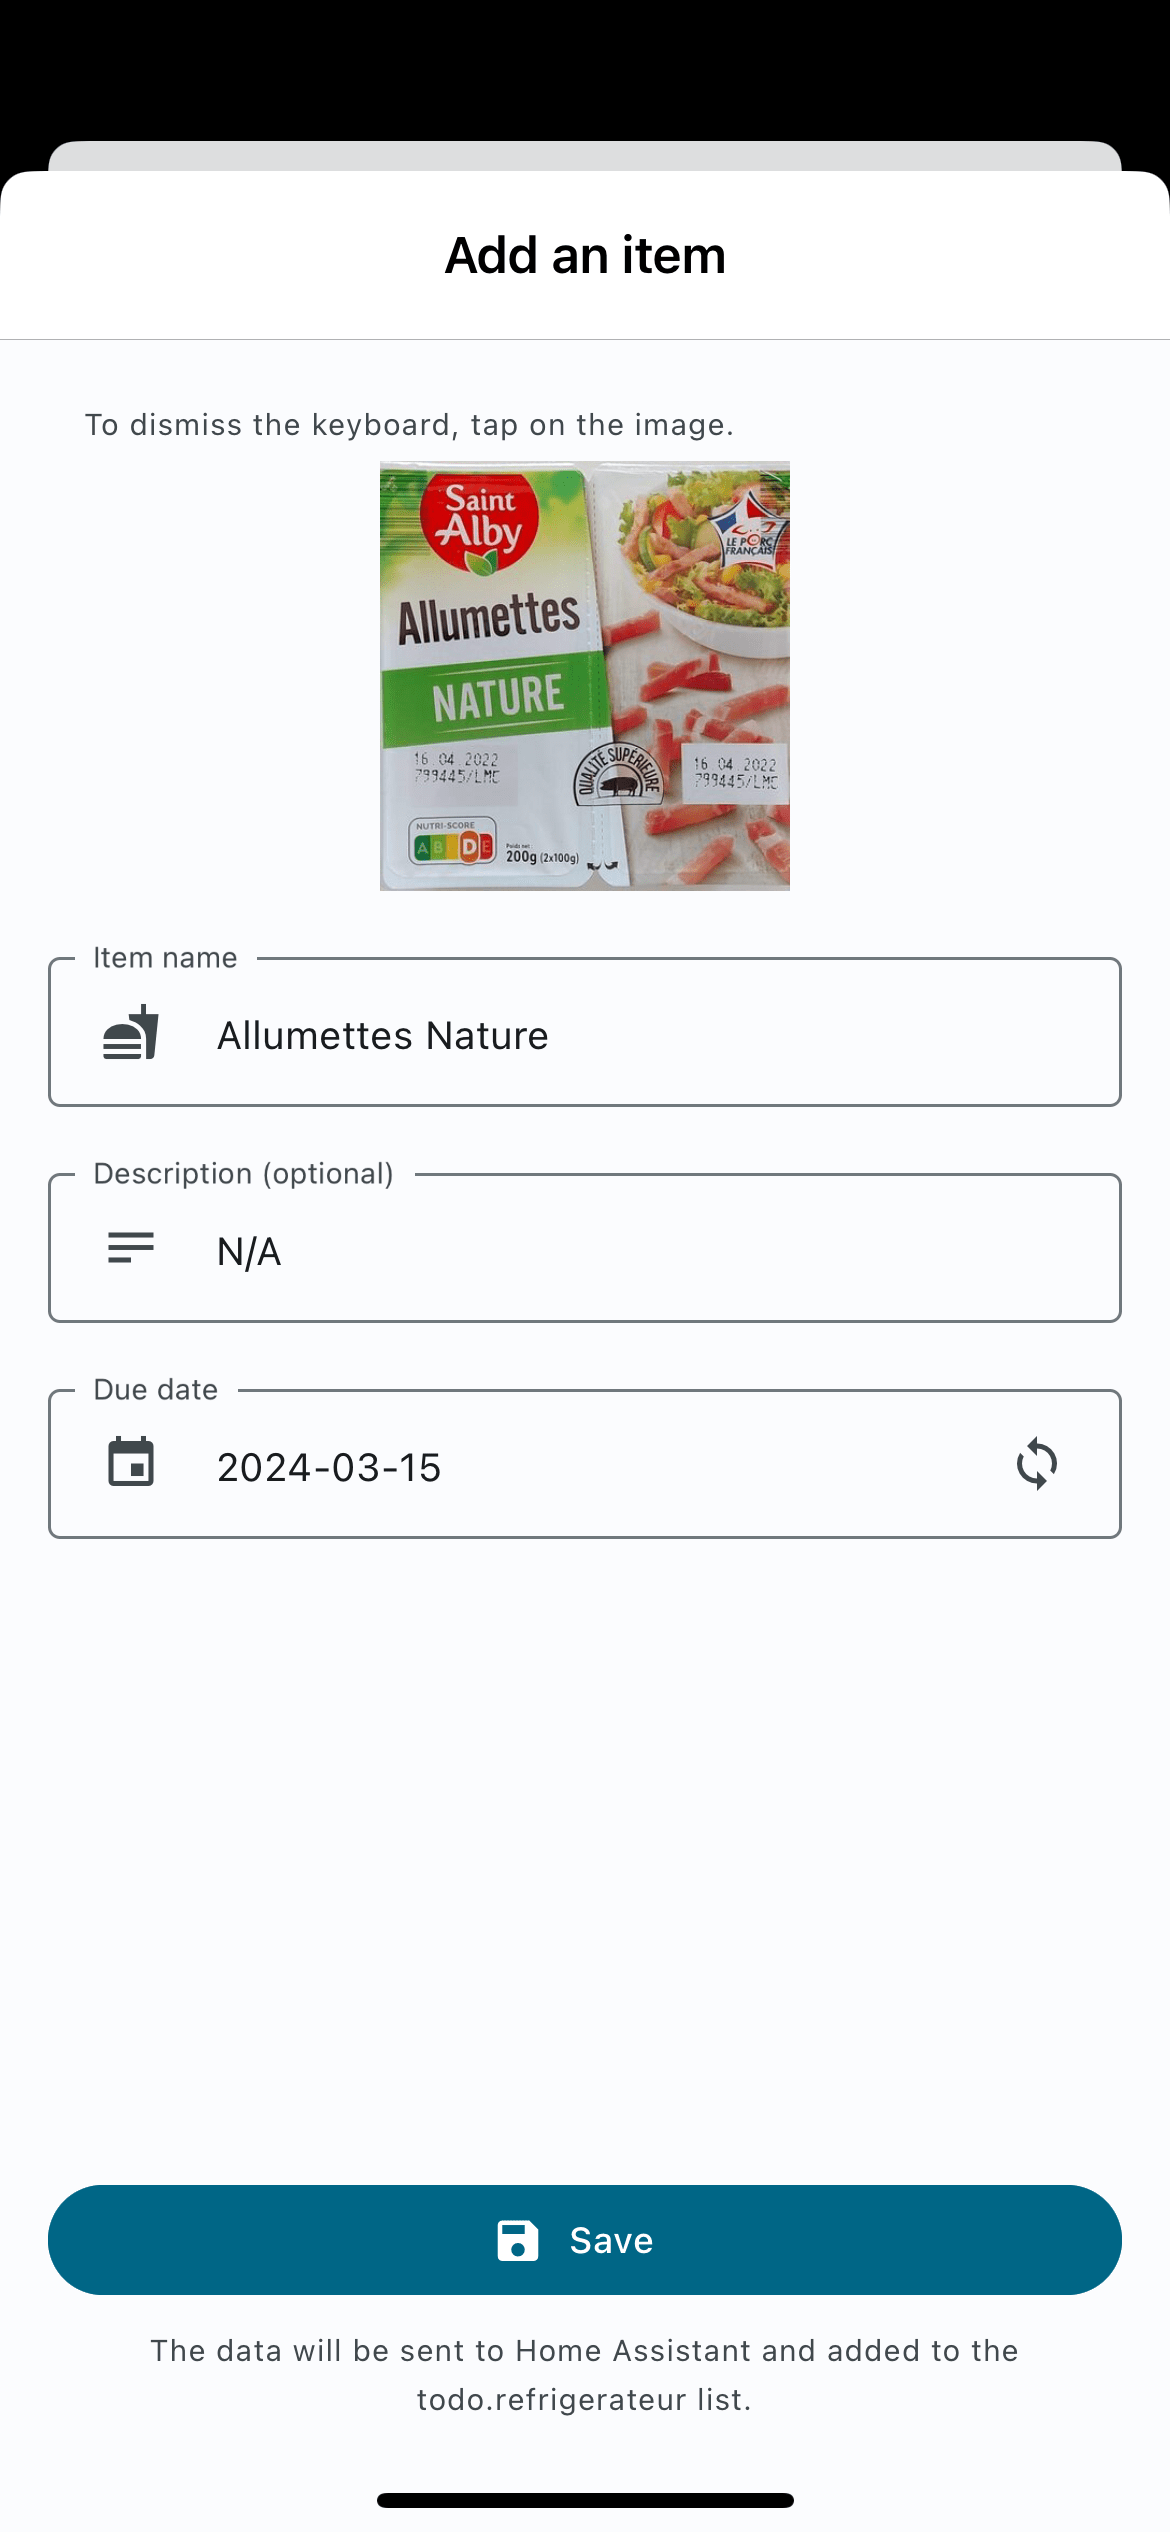 Add an item
To dismiss the keyboard, tap on the image.
Saint
Alby
LE PORC
FRANÇAIS
Allumettes
NATURE
16 04 2022
799445/LMC
QUALITÉ SUPÉRIEURE
16 04 2022
799445/LMC
NUTRI-SCORE
A B D E
Poids net
200g (2x100g)
Item name
Allumettes Nature
Description (optional)
N/A
Due date
2024-03-15
Save
The data will be sent to Home Assistant and added to the
todo.refrigerateur list.